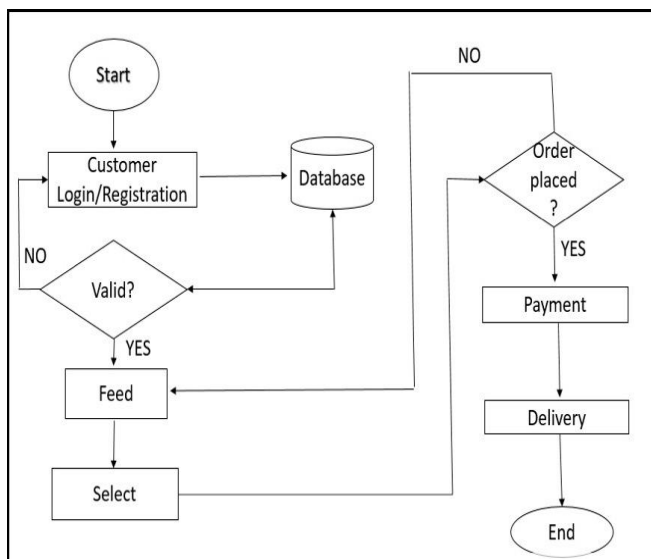 Start
Customer
Login/Registration
Database
NO
Valid?
YES
Feed
Select
NO
Order
placed
?
YES
Payment
Delivery
End